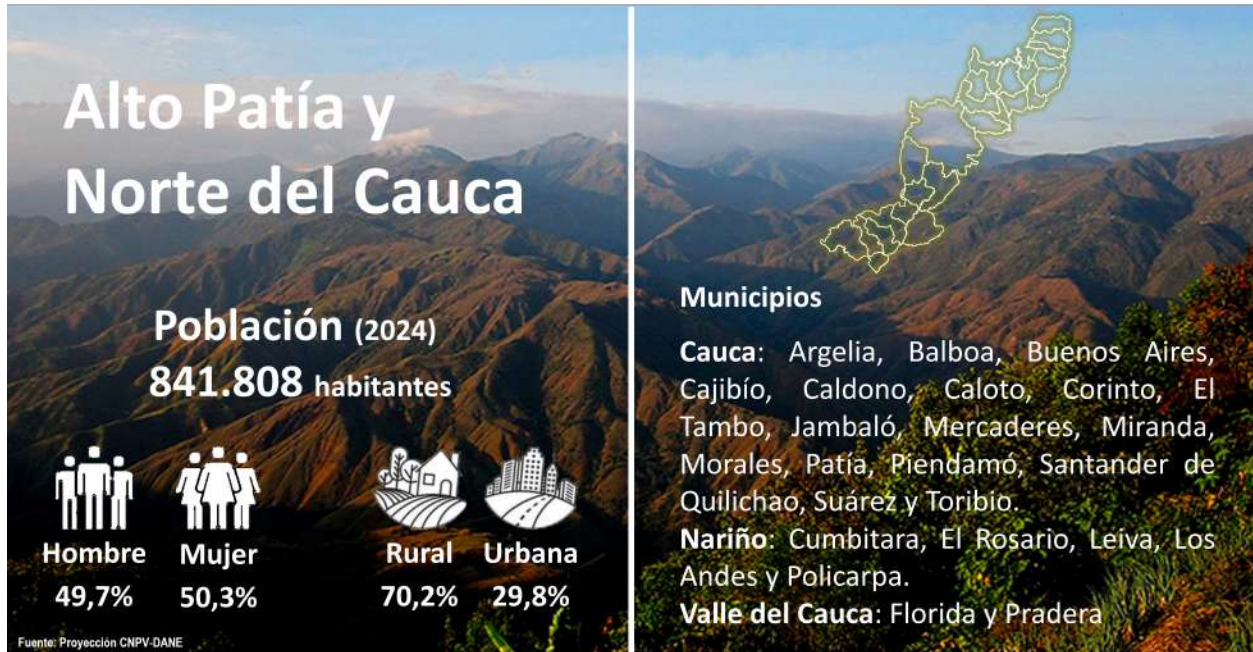 Alto Patía y
Norte del Cauca
Población (2024)
841.808 habitantes
Hombre
49,7%
Mujer
50,3%
Rural
70,2%
Urbana
29,8%
Fuente: Proyección CNPV-DANE
Municipios
Cauca: Argelia, Balboa, Buenos Aires,
Cajibío, Caldono, Caloto, Corinto, El
Tambo, Jambaló, Mercaderes, Miranda,
Morales, Patía, Piendamó, Santander de
Quilichao, Suárez y Toribio.
Nariño: Cumbitara, El Rosario, Leiva, Los
Andes y Policarpa.
Valle del Cauca: Florida y Pradera